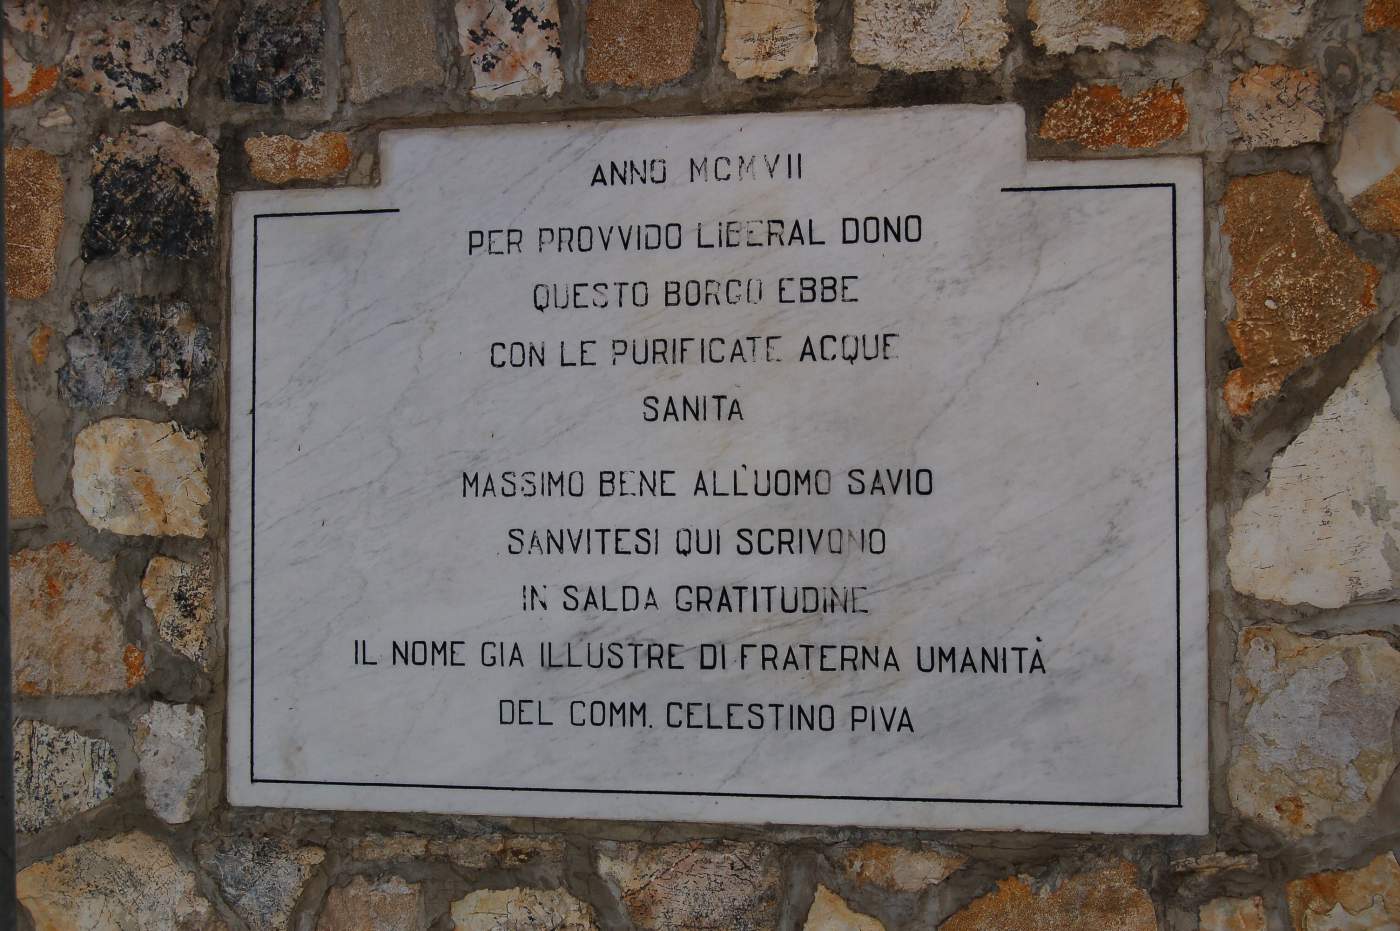 ANNO MCMVII
PER PROVVIDO LIBERAL DONO
QUESTO BORGO EBBE
CON LE PURIFICATE ACQUE
SANITÀ
MASSIMO BENE ALL'UOMO SAVIO
SANVITESI QUI SCRIVONO
IN SALDA GRATITUDINE
IL NOME GIA ILLUSTRE DI FRATERNA UMANITÀ
DEL COMM. CELESTINO PIVA